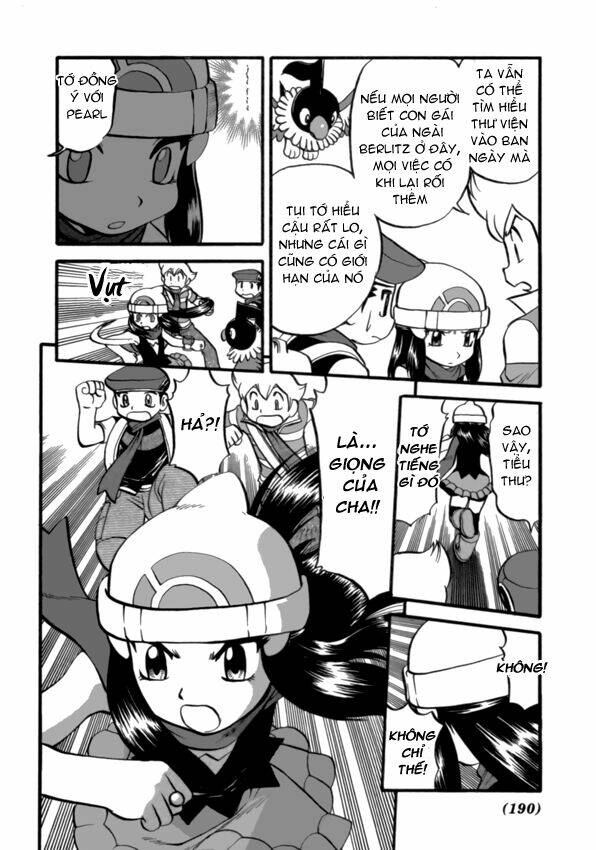 TA VẪN
CÓ THỂ
TÌM HIỂU
THƯ VIỆN
VÀO BAN
NGÀY MÀ
NẾU MỌI NGƯỜI
BIẾT CON GÁI
CỦA NGÀI
BERLITZ Ở ĐÂY,
MỌI VIỆC CÓ
KHI LẠI RỐI
THÊM
TỤI TỚ HIỂU
CẬU RẤT LO,
NHƯNG CÁI GÌ
CŨNG CÓ GIỚI
HẠN CỦA NÓ
TỚ ĐỒNG
Ý VỚI
PEARL
Vụt
SAO
VẬY, TIỂU
THƯ?
TỚ
NGHE
TIẾNG
GÌ ĐÓ
KHÔNG!
KHÔNG
CHỈ
THẾ!
LÀ...
GIỌNG
CỦA
CHA!!
HẢ?!
(190)